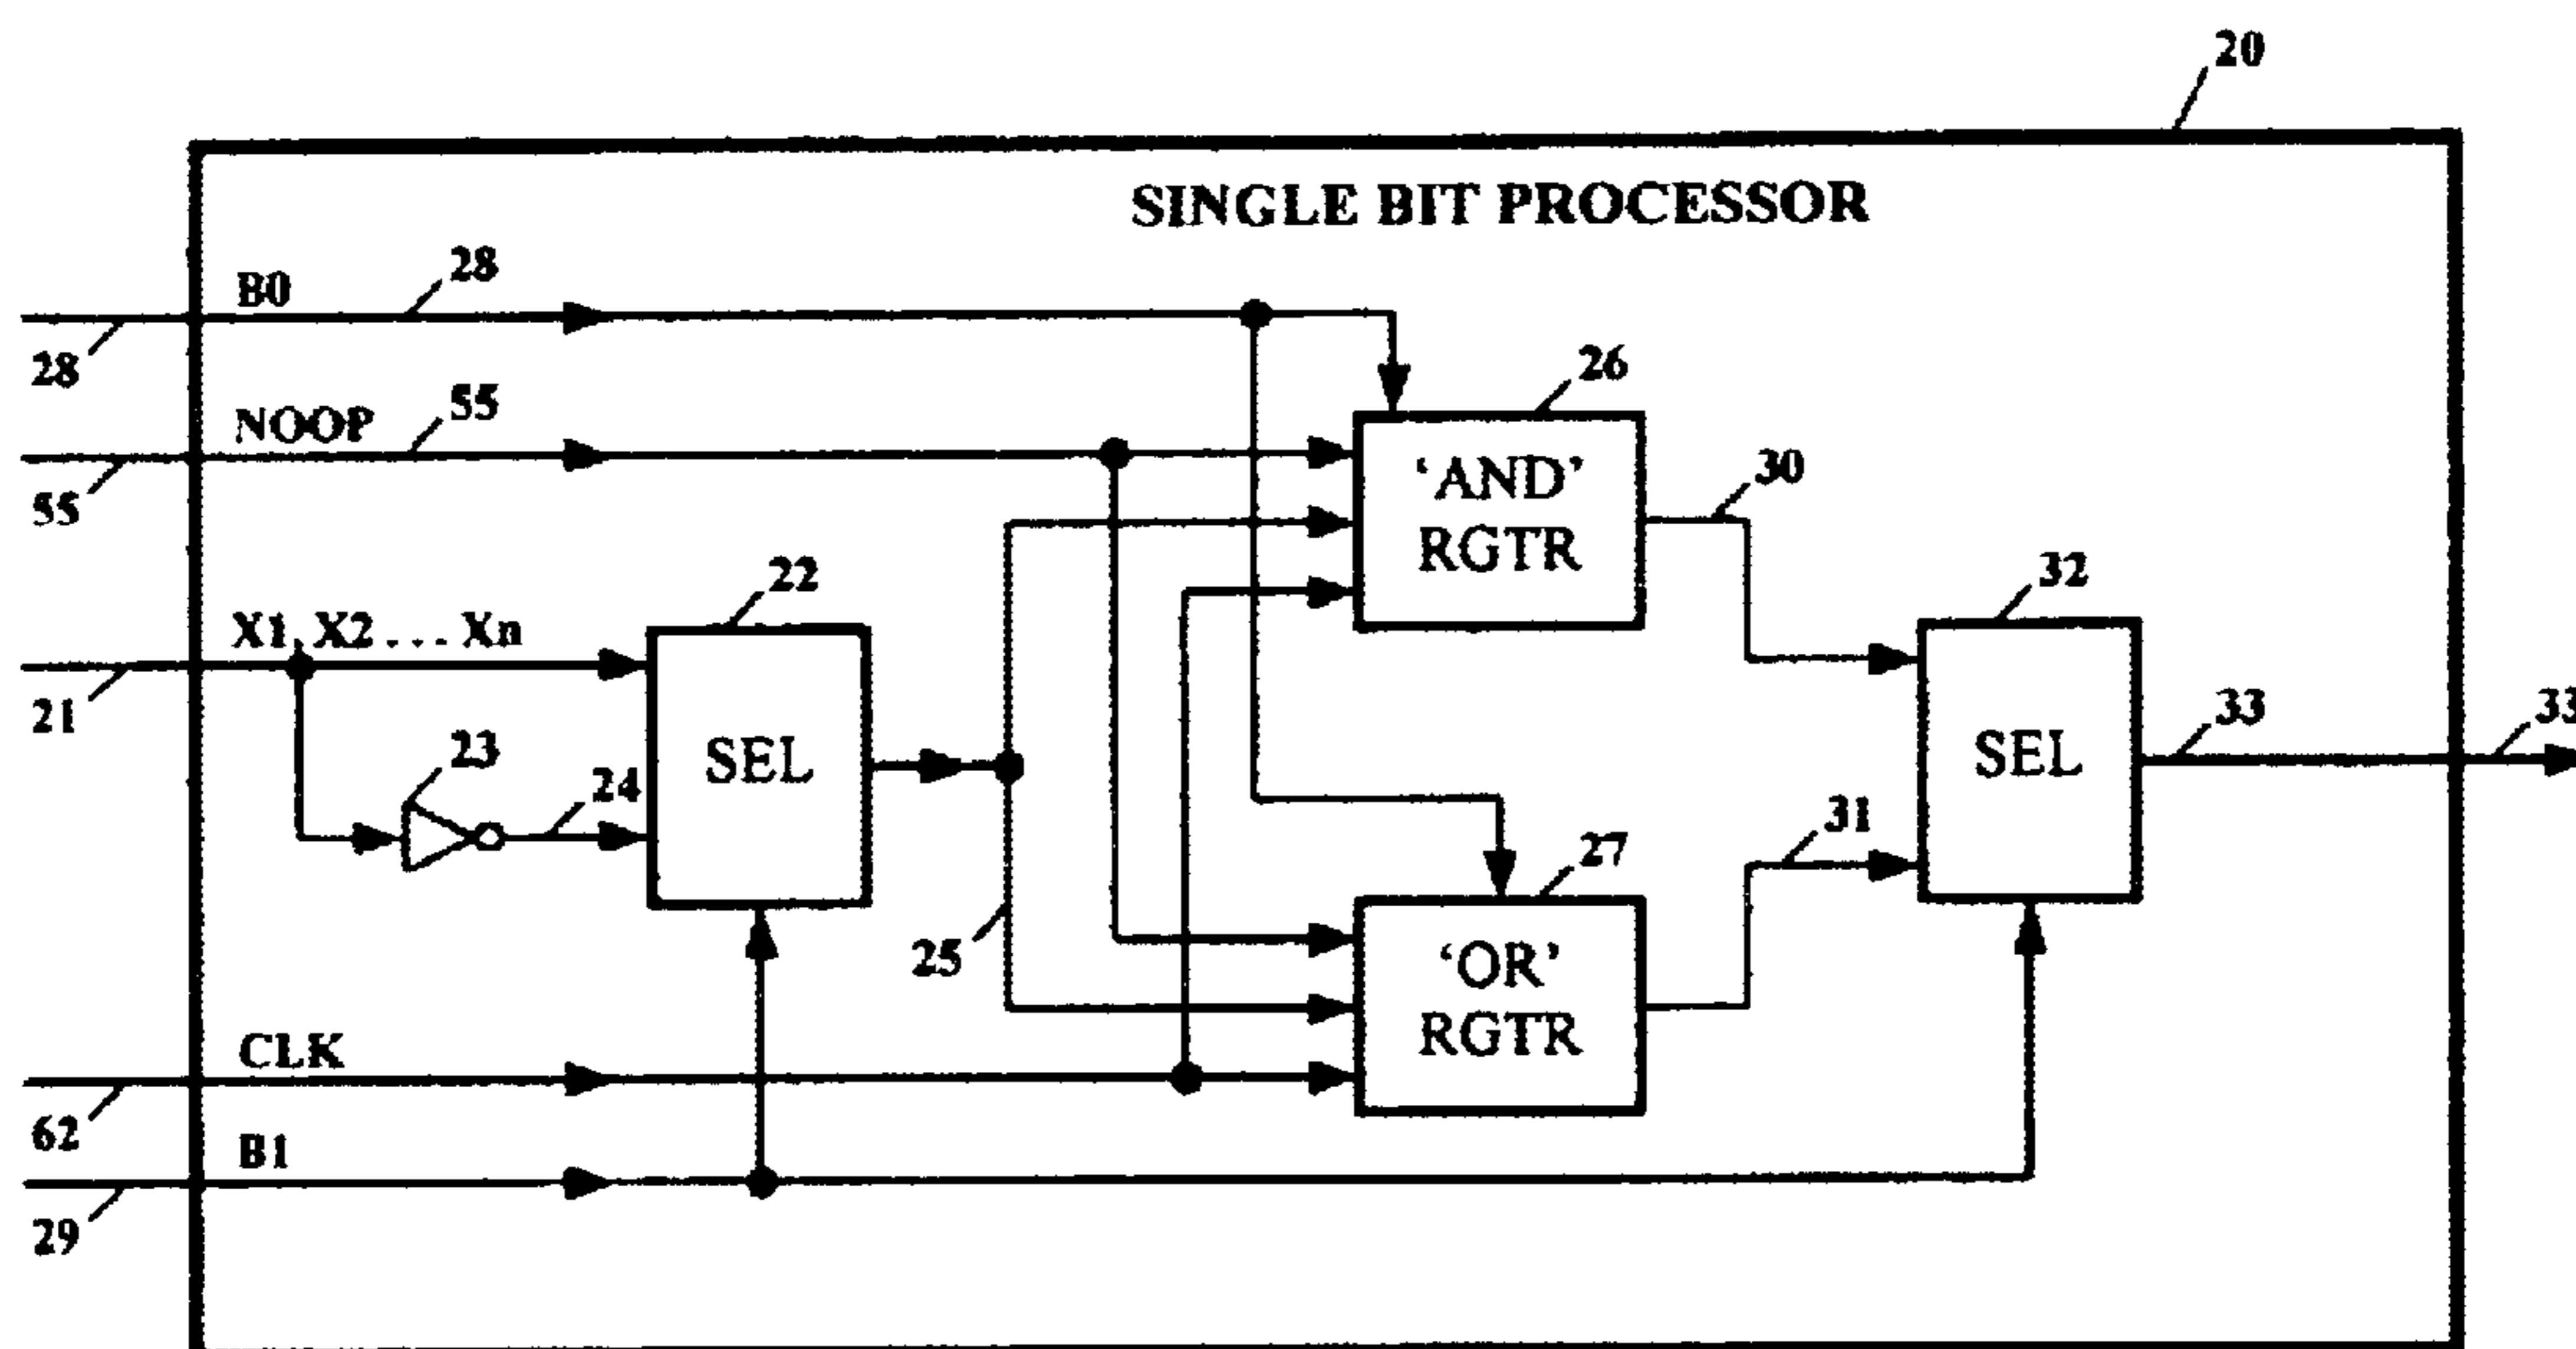 20
SINGLE BIT PROCESSOR
B0
28
28
NOOP
55
55
26
'AND'
RGTR
30
X1, X2 ... Xn
21
22
SEL
23
24
25
32
SEL
33
33
31
27
'OR'
RGTR
CLK
62
B1
29